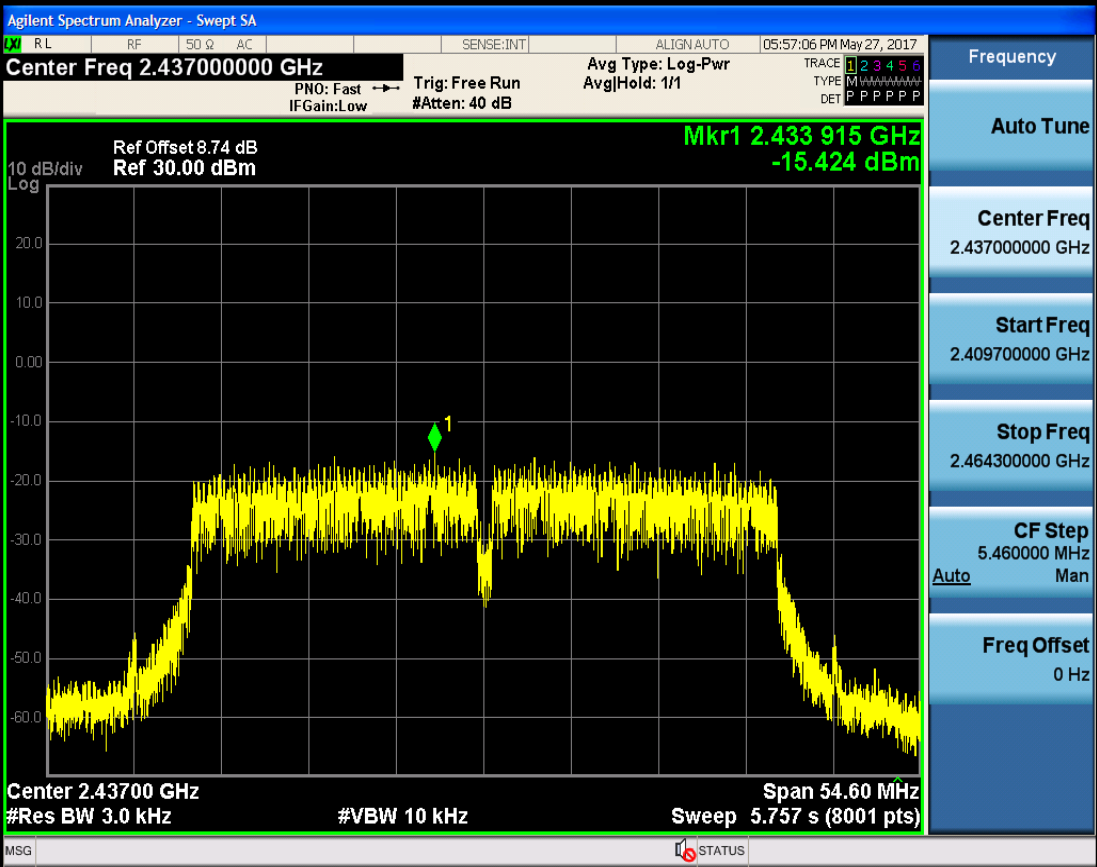 Agilent Spectrum Analyzer - Swept SA
LXI RL RF 50 Ω AC SENSE:INT ALIGN AUTO 05:57:06 PM May 27, 2017
Center Freq 2.437000000 GHz
PNO: Fast
IFGain:Low
Trig: Free Run
#Atten: 40 dB
Avg Type: Log-Pwr
Avg|Hold: 1/1
TRACE 1 2 3 4 5 6
TYPE M W W W W W
DET P P P P P P
Mkr1 2.433 915 GHz
-15.424 dBm
Ref Offset 8.74 dB
10 dB/div Ref 30.00 dBm
Log
20.0
10.0
0.00
-10.0
-20.0
-30.0
-40.0
-50.0
-60.0
1
Center 2.43700 GHz Span 54.60 MHz
#Res BW 3.0 kHz #VBW 10 kHz Sweep 5.757 s (8001 pts)
MSG STATUS
Frequency
Auto Tune
Center Freq
2.437000000 GHz
Start Freq
2.409700000 GHz
Stop Freq
2.464300000 GHz
CF Step
5.460000 MHz
Auto Man
Freq Offset
0 Hz